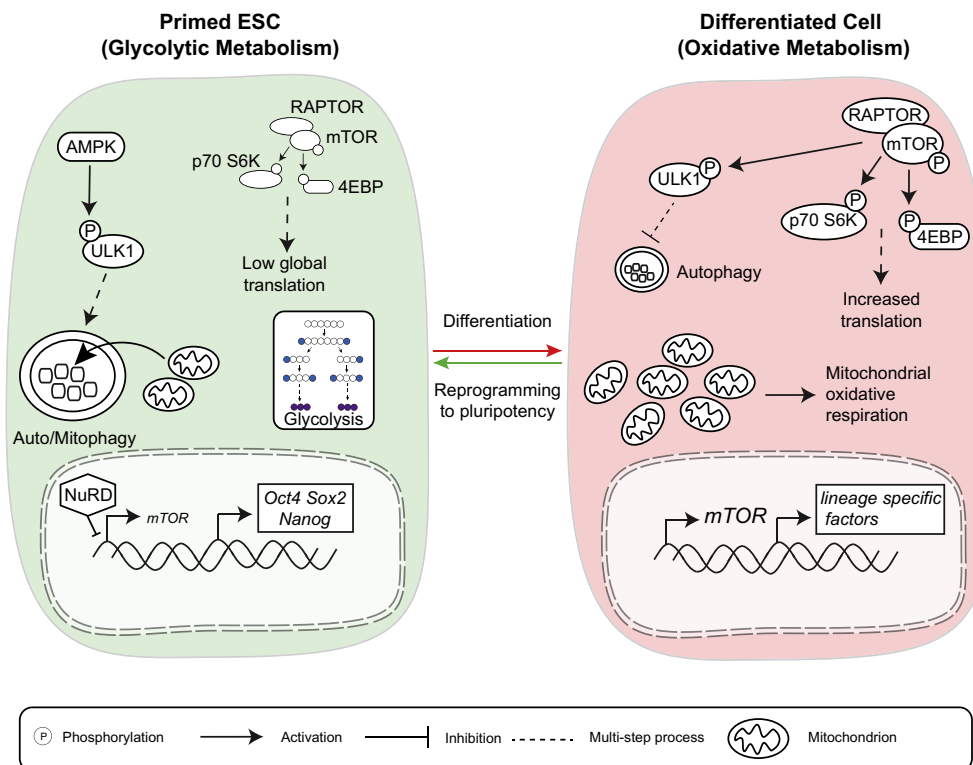 Primed ESC
(Glycolytic Metabolism)
RAPTOR
mTOR
AMPK
p70 S6K
4EBP
P
ULK1
Low global
translation
Glycolysis
Auto/Mitophagy
NuRD
mTOR
Oct4 Sox2
Nanog
Differentiation
Reprogramming
to pluripotency
Differentiated Cell
(Oxidative Metabolism)
RAPTOR
mTOR
P
P
ULK1
P
p70 S6K
P
4EBP
Autophagy
Increased
translation
Mitochondrial
oxidative
respiration
mTOR
lineage specific
factors
P Phosphorylation
Activation
Inhibition
Multi-step process
Mitochondrion